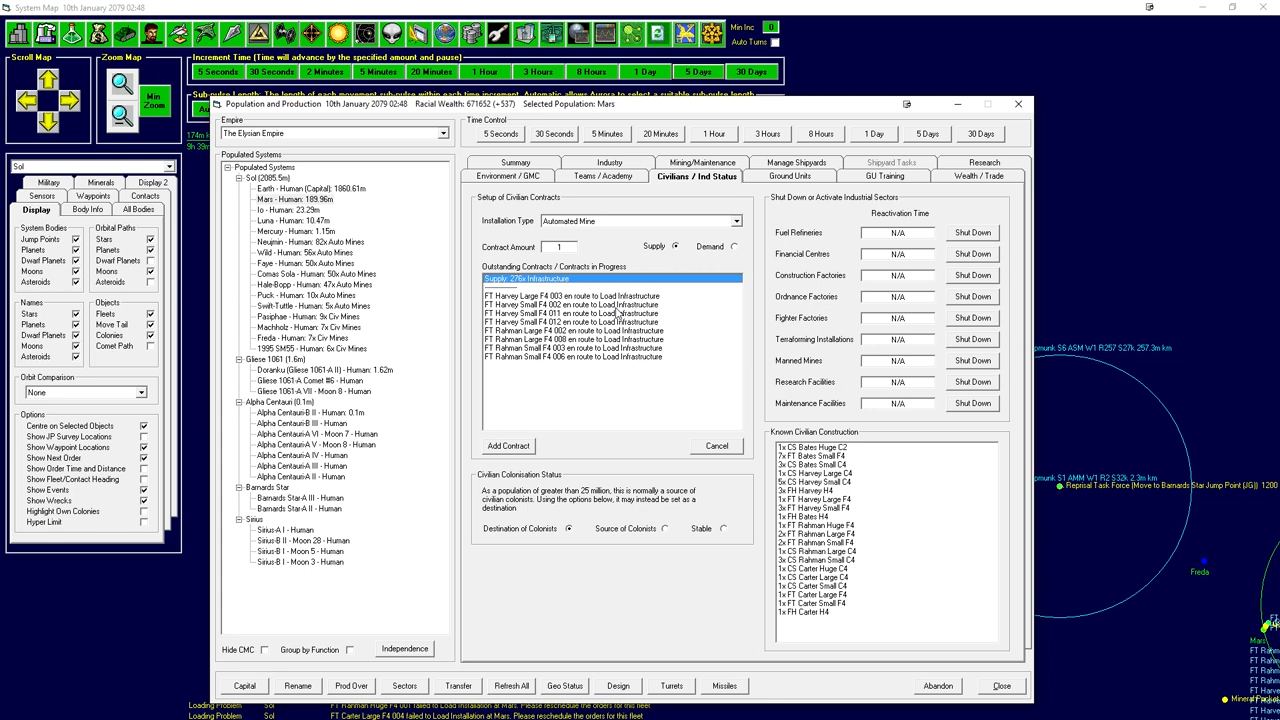 System Map   10th January 2079 02:48
Min Inc 0
Auto Turns
Scroll Map
Zoom Map
Min Zoom
Increment Time (Time will advance by the specified amount and pause)
5 Seconds 30 Seconds 2 Minutes 5 Minutes 20 Minutes 1 Hour 3 Hours 8 Hours 1 Day 5 Days 30 Days
Sol
Military Minerals Display 2
Sensors Waypoints Contacts
Display Body Info All Bodies
System Bodies
Jump Points
Planets
Dwarf Planets
Moons
Asteroids
Orbital Paths
Stars
Planets
Dwarf Planets
Moons
Asteroids
Names
Stars
Planets
Dwarf Planets
Moons
Asteroids
Objects
Fleets
Move Tail
Colonies
Comet Path
Orbit Comparison
None
Options
Centre on Selected Objects
Show JP Survey Locations
Show Waypoint Locations
Show Next Order
Show Order Time and Distance
Show Fleet/Contact Heading
Show Events
Show Wrecks
Highlight Own Colonies
Hyper Limit
Population and Production   10th January 2079 02:48   Racial Wealth: 671652 (+537)   Selected Population: Mars
Empire
The Elysian Empire
Populated Systems
Populated Systems
Sol (2085.5m)
Earth - Human (Capital): 1860.61m
Mars - Human: 189.96m
Io - Human: 23.29m
Luna - Human: 10.47m
Mercury - Human: 1.15m
Neujmin - Human: 82x Auto Mines
Wild - Human: 56x Auto Mines
Faye - Human: 50x Auto Mines
Comas Sola - Human: 50x Auto Mines
Hale-Bopp - Human: 47x Auto Mines
Puck - Human: 10x Auto Mines
Swift-Tuttle - Human: 5x Auto Mines
Pasiphae - Human: 9x Civ Mines
Machholz - Human: 7x Civ Mines
Freda - Human: 7x Civ Mines
1995 SM55 - Human: 6x Civ Mines
Gliese 1061 (1.6m)
Doranku (Gliese 1061-A II) - Human: 1.62m
Gliese 1061-A Comet #6 - Human
Gliese 1061-A VII - Moon 8 - Human
Alpha Centauri (0.1m)
Alpha Centauri-B II - Human: 0.1m
Alpha Centauri-B III - Human
Alpha Centauri-A VI - Moon 7 - Human
Alpha Centauri-A V - Moon 8 - Human
Alpha Centauri-A IV - Human
Alpha Centauri-A III - Human
Alpha Centauri-A II - Human
Barnards Star
Barnards Star-A III - Human
Barnards Star-A II - Human
Sirius
Sirius-A I - Human
Sirius-B II - Moon 28 - Human
Sirius-B I - Moon 5 - Human
Sirius-B I - Moon 3 - Human
Hide CMC
Group by Function
Independence
Time Control
5 Seconds 30 Seconds 5 Minutes 20 Minutes 1 Hour 3 Hours 8 Hours 1 Day 5 Days 30 Days
Summary Industry Mining/Maintenance Manage Shipyards Shipyard Tasks Research
Environment / GMC Teams / Academy Civilians / Ind Status Ground Units GU Training Wealth / Trade
Setup of Civilian Contracts
Installation Type Automated Mine
Contract Amount 1 Supply Demand
Outstanding Contracts / Contracts in Progress
Supply: 276x Infrastructure
FT Harvey Large F4 003 en route to Load Infrastructure
FT Harvey Small F4 002 en route to Load Infrastructure
FT Harvey Small F4 011 en route to Load Infrastructure
FT Harvey Small F4 012 en route to Load Infrastructure
FT Rahman Large F4 002 en route to Load Infrastructure
FT Rahman Large F4 008 en route to Load Infrastructure
FT Rahman Small F4 003 en route to Load Infrastructure
FT Rahman Small F4 006 en route to Load Infrastructure
Add Contract
Cancel
Civilian Colonisation Status
As a population of greater than 25 million, this is normally a source of
civilian colonists. Using the options below, it may instead be set as a
destination
Destination of Colonists Source of Colonists Stable
Shut Down or Activate Industrial Sectors
Reactivation Time
Fuel Refineries N/A Shut Down
Financial Centres N/A Shut Down
Construction Factories N/A Shut Down
Ordnance Factories N/A Shut Down
Fighter Factories N/A Shut Down
Terraforming Installations N/A Shut Down
Manned Mines N/A Shut Down
Research Facilities N/A Shut Down
Maintenance Facilities N/A Shut Down
Known Civilian Construction
1x CS Bates Huge C2
7x FT Bates Small F4
3x CS Bates Small C4
1x CS Harvey Large C4
5x CS Harvey Small C4
3x FH Harvey H4
1x FT Harvey Large F4
3x FT Harvey Small F4
1x FH Bates H4
1x FT Rahman Huge F4
2x FT Rahman Large F4
2x FT Rahman Small F4
1x CS Rahman Large C4
3x CS Rahman Small C4
1x CS Carter Huge C4
1x CS Carter Large C4
1x CS Carter Small C4
1x FT Carter Large F4
1x FT Carter Small F4
1x FH Carter H4
Capital Rename Prod Over Sectors Transfer Refresh All Geo Status Design Turrets Missiles Abandon Close
pmunk S6 ASM W1 R257 S27k 257.3m km
S1 AMM W1 R2 S32k 2.3m km
Reprisal Task Force (Move to Barnards Star Jump Point (JG)) 1200
Freda
Mars
Loading Problem Sol FT Rahman Huge F4 001 failed to Load Installation at Mars. Please reschedule the orders for this fleet
Loading Problem Sol FT Carter Large F4 004 failed to Load Installation at Mars. Please reschedule the orders for this fleet